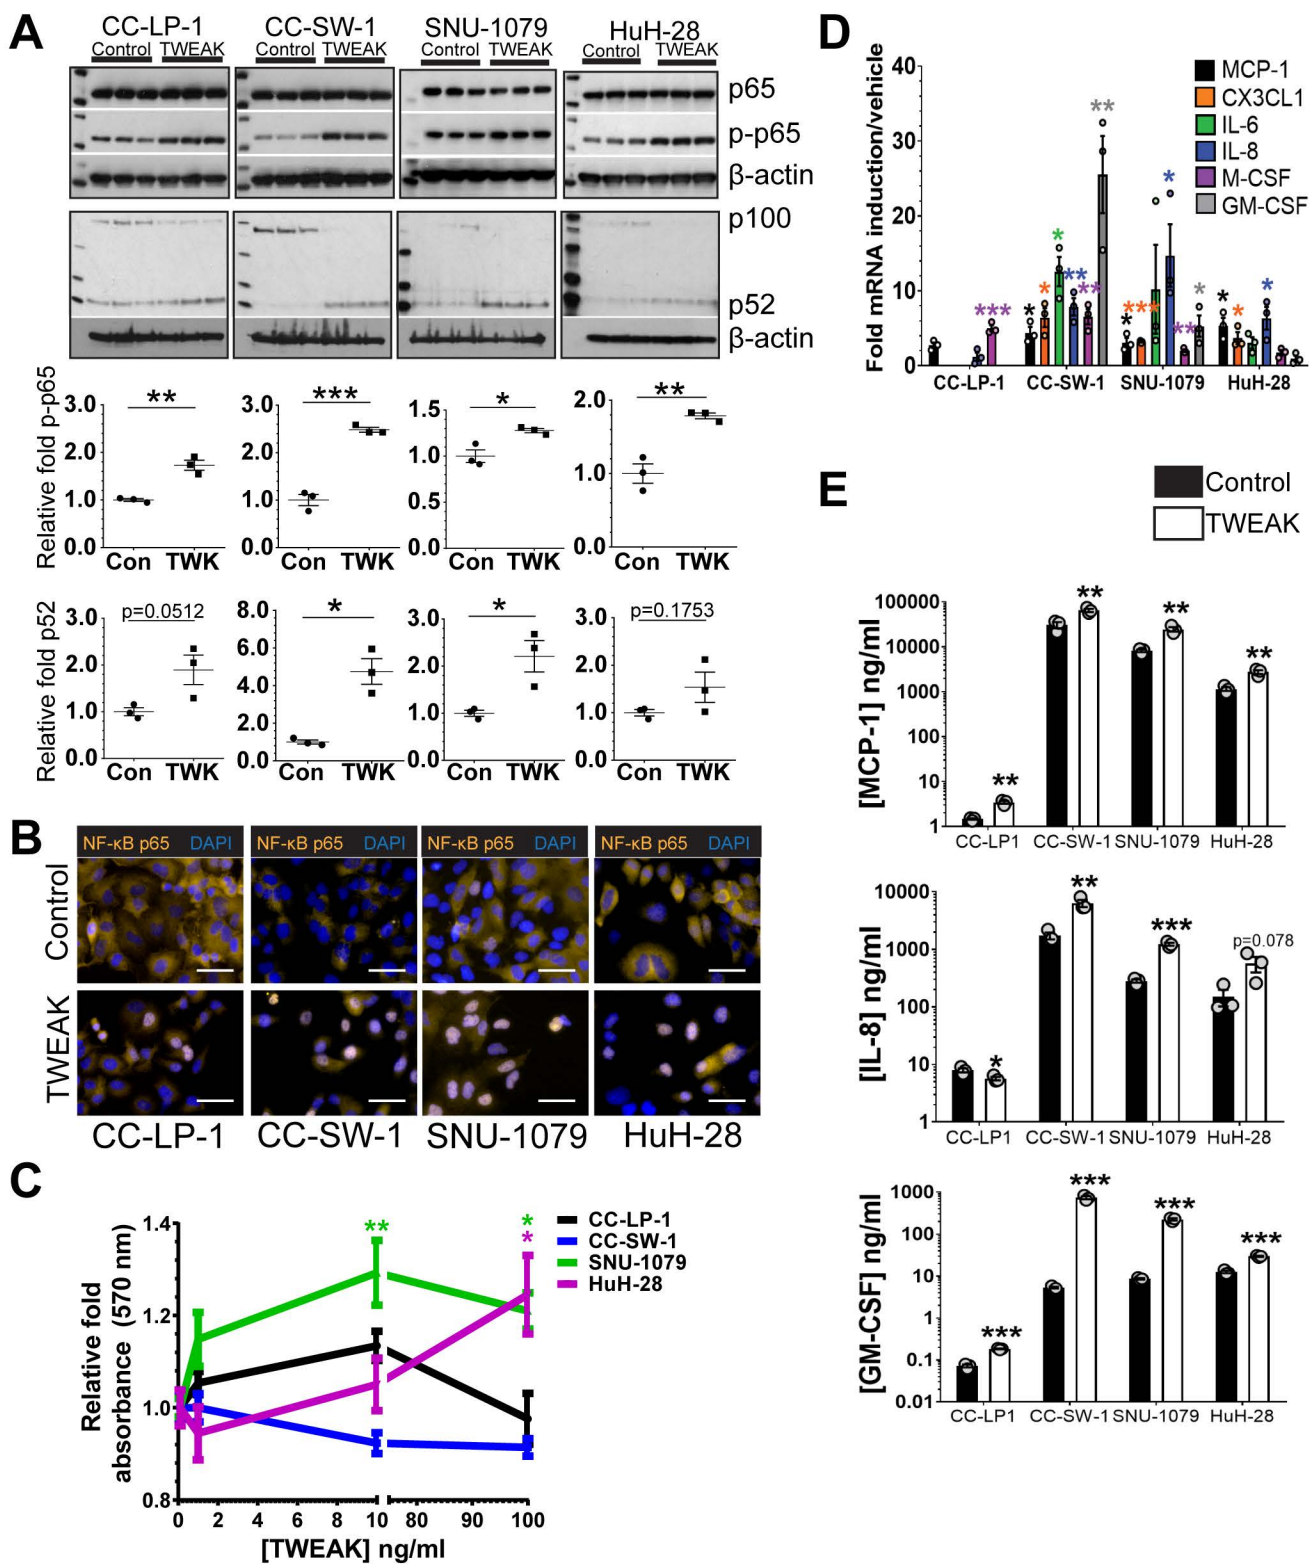 A
CC-LP-1 CC-SW-1 SNU-1079 HuH-28
Control TWEAK Control TWEAK Control TWEAK Control TWEAK
p65
p-p65
β-actin
p100
p52
β-actin
Relative fold p-p65
3.0 2.0 1.0 0.0
**
Con TWK
3.0 2.0 1.0 0.0
***
Con TWK
1.5 1.0 0.5 0.0
*
Con TWK
2.0 1.0 0.0
**
Con TWK
Relative fold p52
3.0 2.0 1.0 0.0
p=0.0512
Con TWK
8.0 6.0 4.0 2.0 0.0
*
Con TWK
3.0 2.0 1.0 0.0
*
Con TWK
3.0 2.0 1.0 0.0
p=0.1753
Con TWK
B
NF-κB p65 DAPI NF-κB p65 DAPI NF-κB p65 DAPI NF-κB p65 DAPI
Control
TWEAK
CC-LP-1 CC-SW-1 SNU-1079 HuH-28
C
Relative fold
absorbance (570 nm)
1.4
1.2
1.0
0.8
** * *
CC-LP-1
CC-SW-1
SNU-1079
HuH-28
0 2 4 6 8 10 80 90 100
[TWEAK] ng/ml
D
Fold mRNA induction/vehicle
40
30
20
10
0
MCP-1
CX3CL1
IL-6
IL-8
M-CSF
GM-CSF
*** * * * ** ** ** * *** * ** * * * *
CC-LP-1 CC-SW-1 SNU-1079 HuH-28
E
Control
TWEAK
[MCP-1] ng/ml
100000
10000
1000
100
10
1
** ** ** **
CC-LP1 CC-SW-1 SNU-1079 HuH-28
[IL-8] ng/ml
10000
1000
100
10
1
* ** *** p=0.078
CC-LP1 CC-SW-1 SNU-1079 HuH-28
[GM-CSF] ng/ml
1000
100
10
1
0.1
0.01
*** *** *** ***
CC-LP1 CC-SW-1 SNU-1079 HuH-28